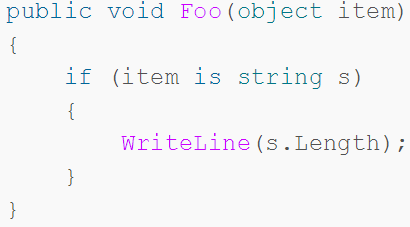 public void Foo(object item)
{
    if (item is string s)
    {
        WriteLine(s.Length);
    }
}